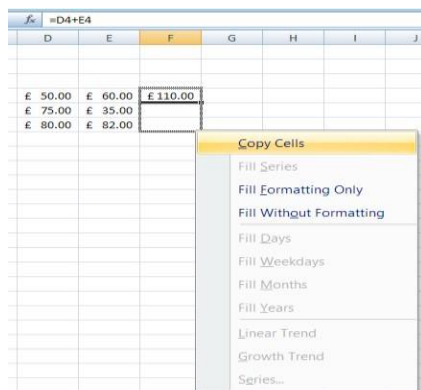 fx =D4+E4
D E F G H I J
£ 50.00 £ 60.00 £ 110.00
£ 75.00 £ 35.00
£ 80.00 £ 82.00
Copy Cells
Fill Series
Fill Formatting Only
Fill Without Formatting
Fill Days
Fill Weekdays
Fill Months
Fill Years
Linear Trend
Growth Trend
Series...